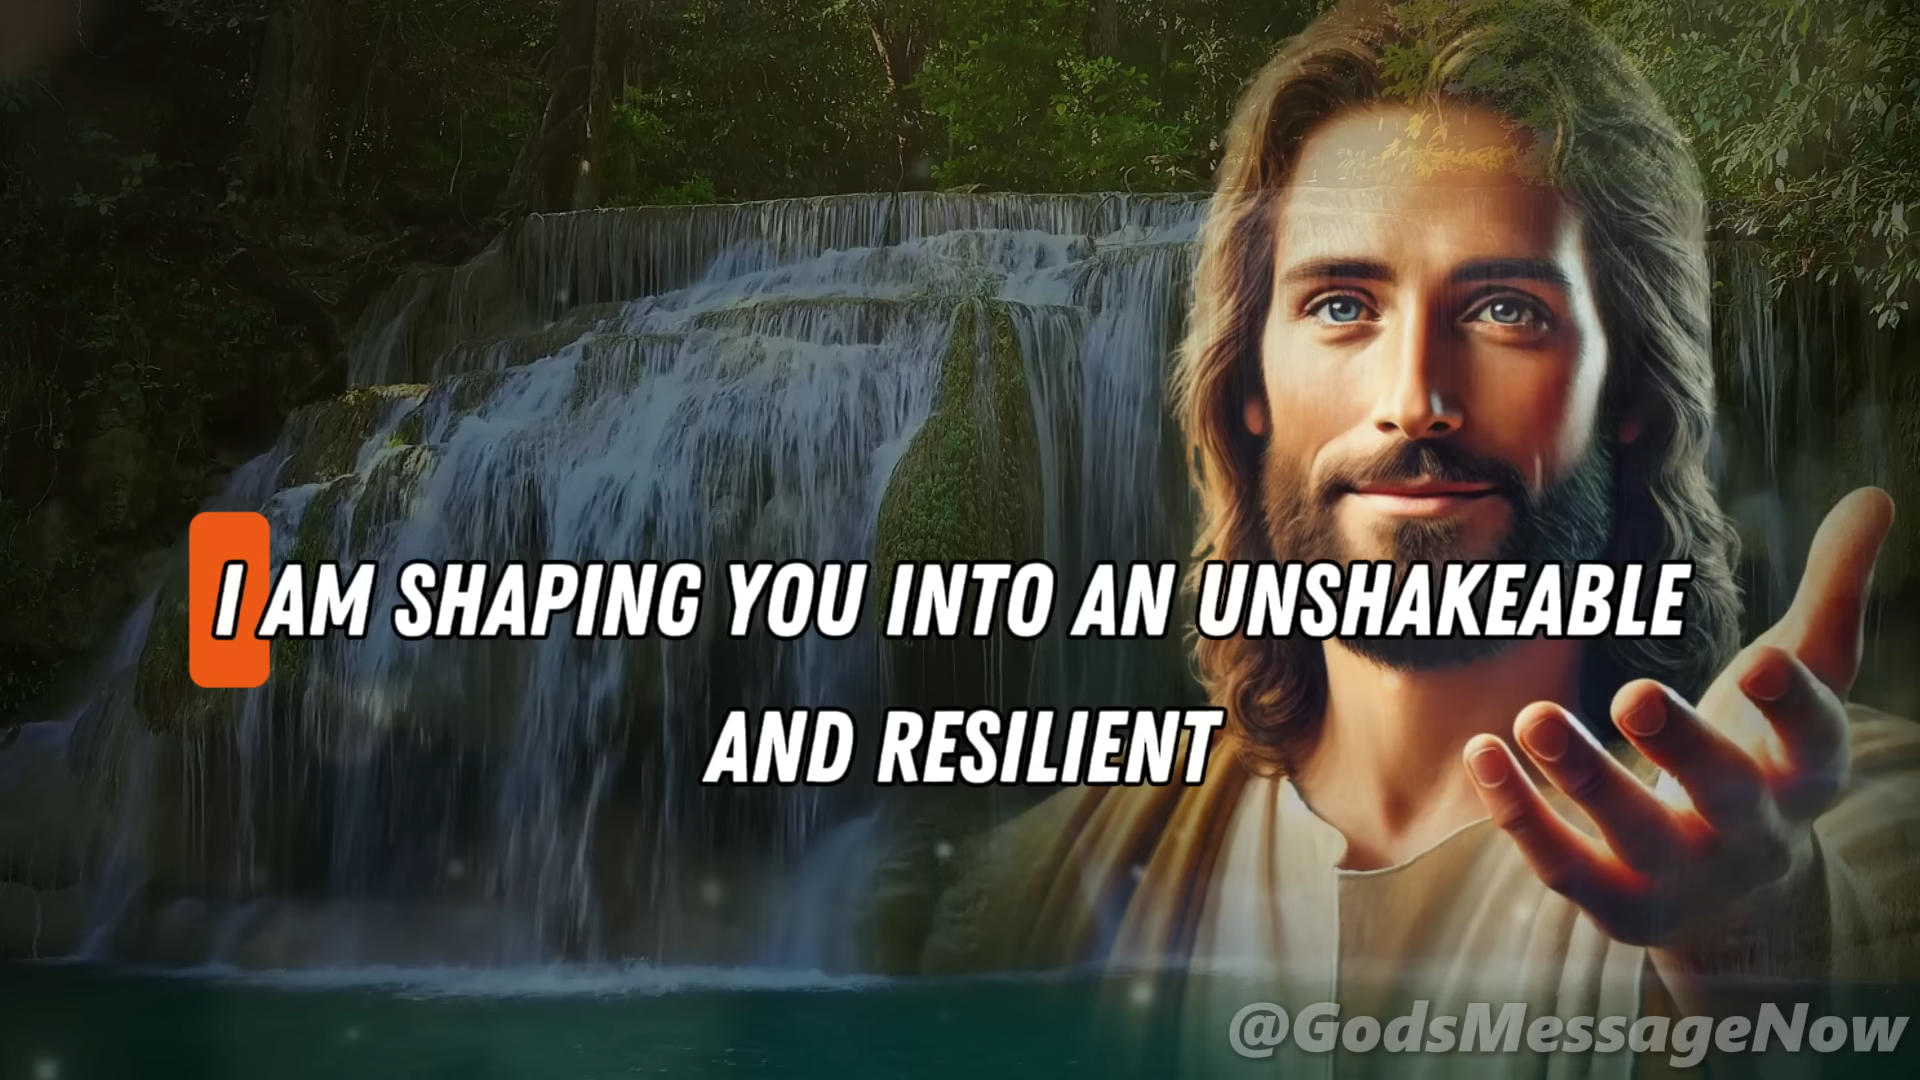 I AM SHAPING YOU INTO AN UNSHAKEABLE
AND RESILIENT
@GodsMessageNow